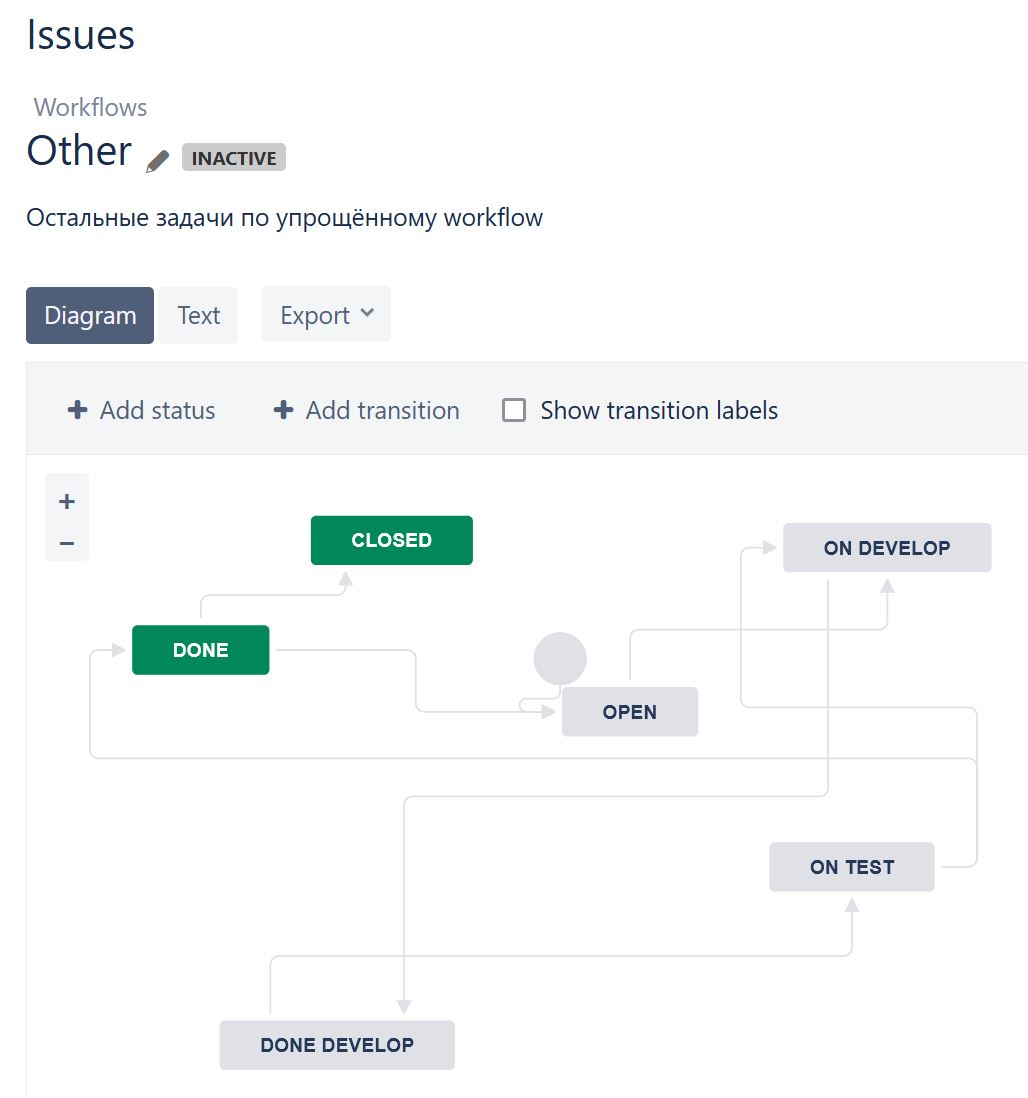 Issues
Workflows
Other INACTIVE
Остальные задачи по упрощённому workflow
Diagram Text Export
+ Add status + Add transition Show transition labels
+
−
CLOSED
ON DEVELOP
DONE
OPEN
ON TEST
DONE DEVELOP